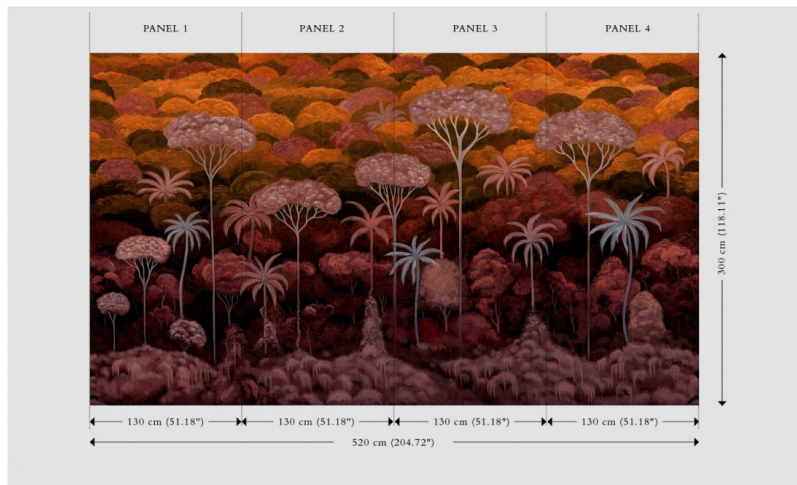 PANEL 1 PANEL 2 PANEL 3 PANEL 4
300 cm (118.11")
130 cm (51.18") 130 cm (51.18") 130 cm (51.18") 130 cm (51.18")
520 cm (204.72")